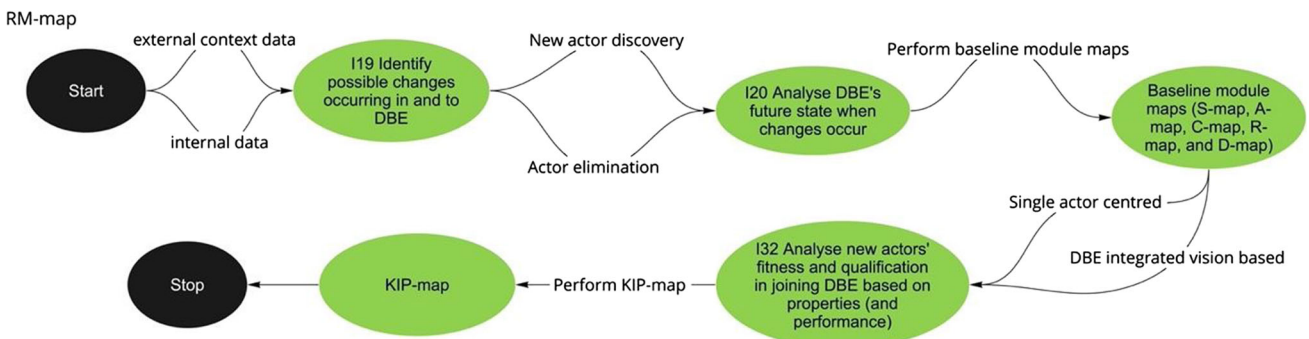 RM-map
Start
external context data
internal data
I19 Identify
possible changes
occurring in and to
DBE
New actor discovery
Actor elimination
I20 Analyse DBE's
future state when
changes occur
Perform baseline module maps
Baseline module
maps (S-map, A-
map, C-map, R-
map, and D-map)
Single actor centred
DBE integrated vision based
I32 Analyse new actors'
fitness and qualification
in joining DBE based on
properties (and
performance)
Perform KIP-map
KIP-map
Stop